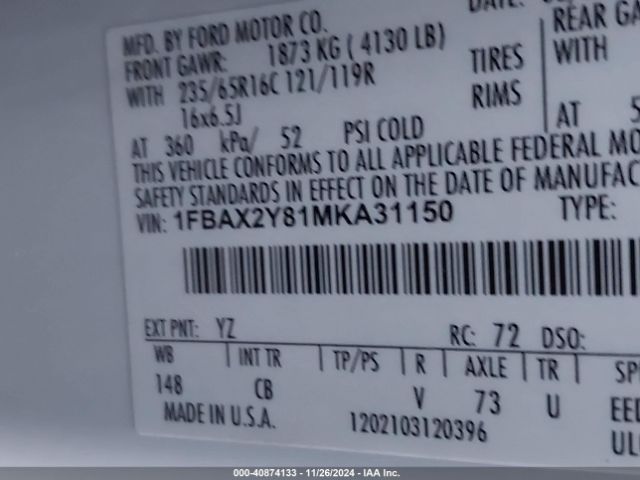 MFD. BY FORD MOTOR CO.
FRONT GAWR: 1873 KG ( 4130 LB)
REAR GA
WITH 235/65R16C 121/119R TIRES
WITH
16x6.5J RIMS
AT 360 kPa/ 52 PSI COLD
AT 5
THIS VEHICLE CONFORMS TO ALL APPLICABLE FEDERAL MO
SAFETY STANDARDS IN EFFECT ON THE DATE OF MANUFAC
VIN: 1FBAX2Y81MKA31150 TYPE:
EXT PNT: YZ RC: 72 DSO:
WB INT TR TP/PS R AXLE TR SP
148 CB V 73 U EE
MADE IN U.S.A. 1202103120396
UL
000-40874133 - 11/26/2024 - IAA Inc.